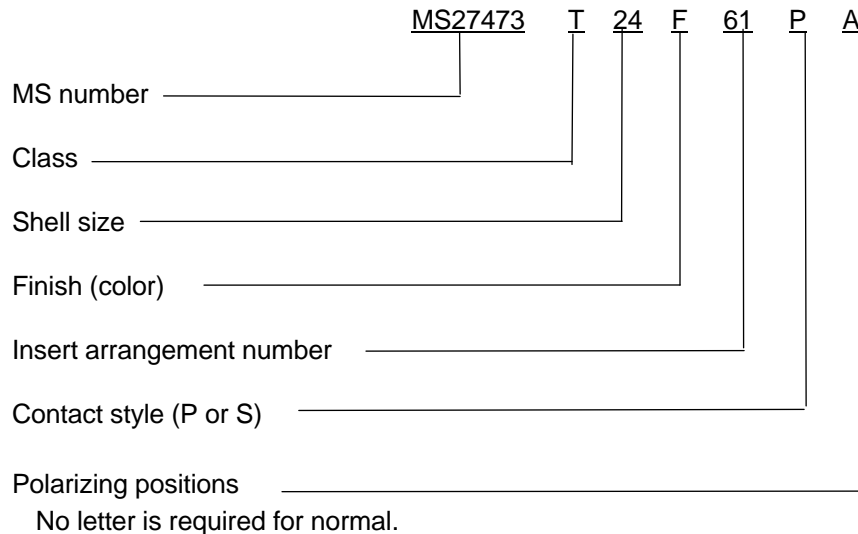 MS27473 T 24 F 61 P A
MS number
Class
Shell size
Finish (color)
Insert arrangement number
Contact style (P or S)
Polarizing positions
No letter is required for normal.